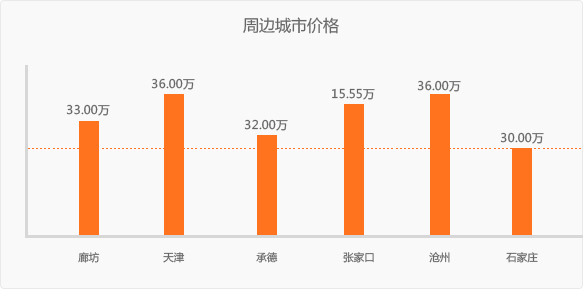 周边城市价格
33.00万
36.00万
32.00万
15.55万
36.00万
30.00万
廊坊
天津
承德
张家口
沧州
石家庄